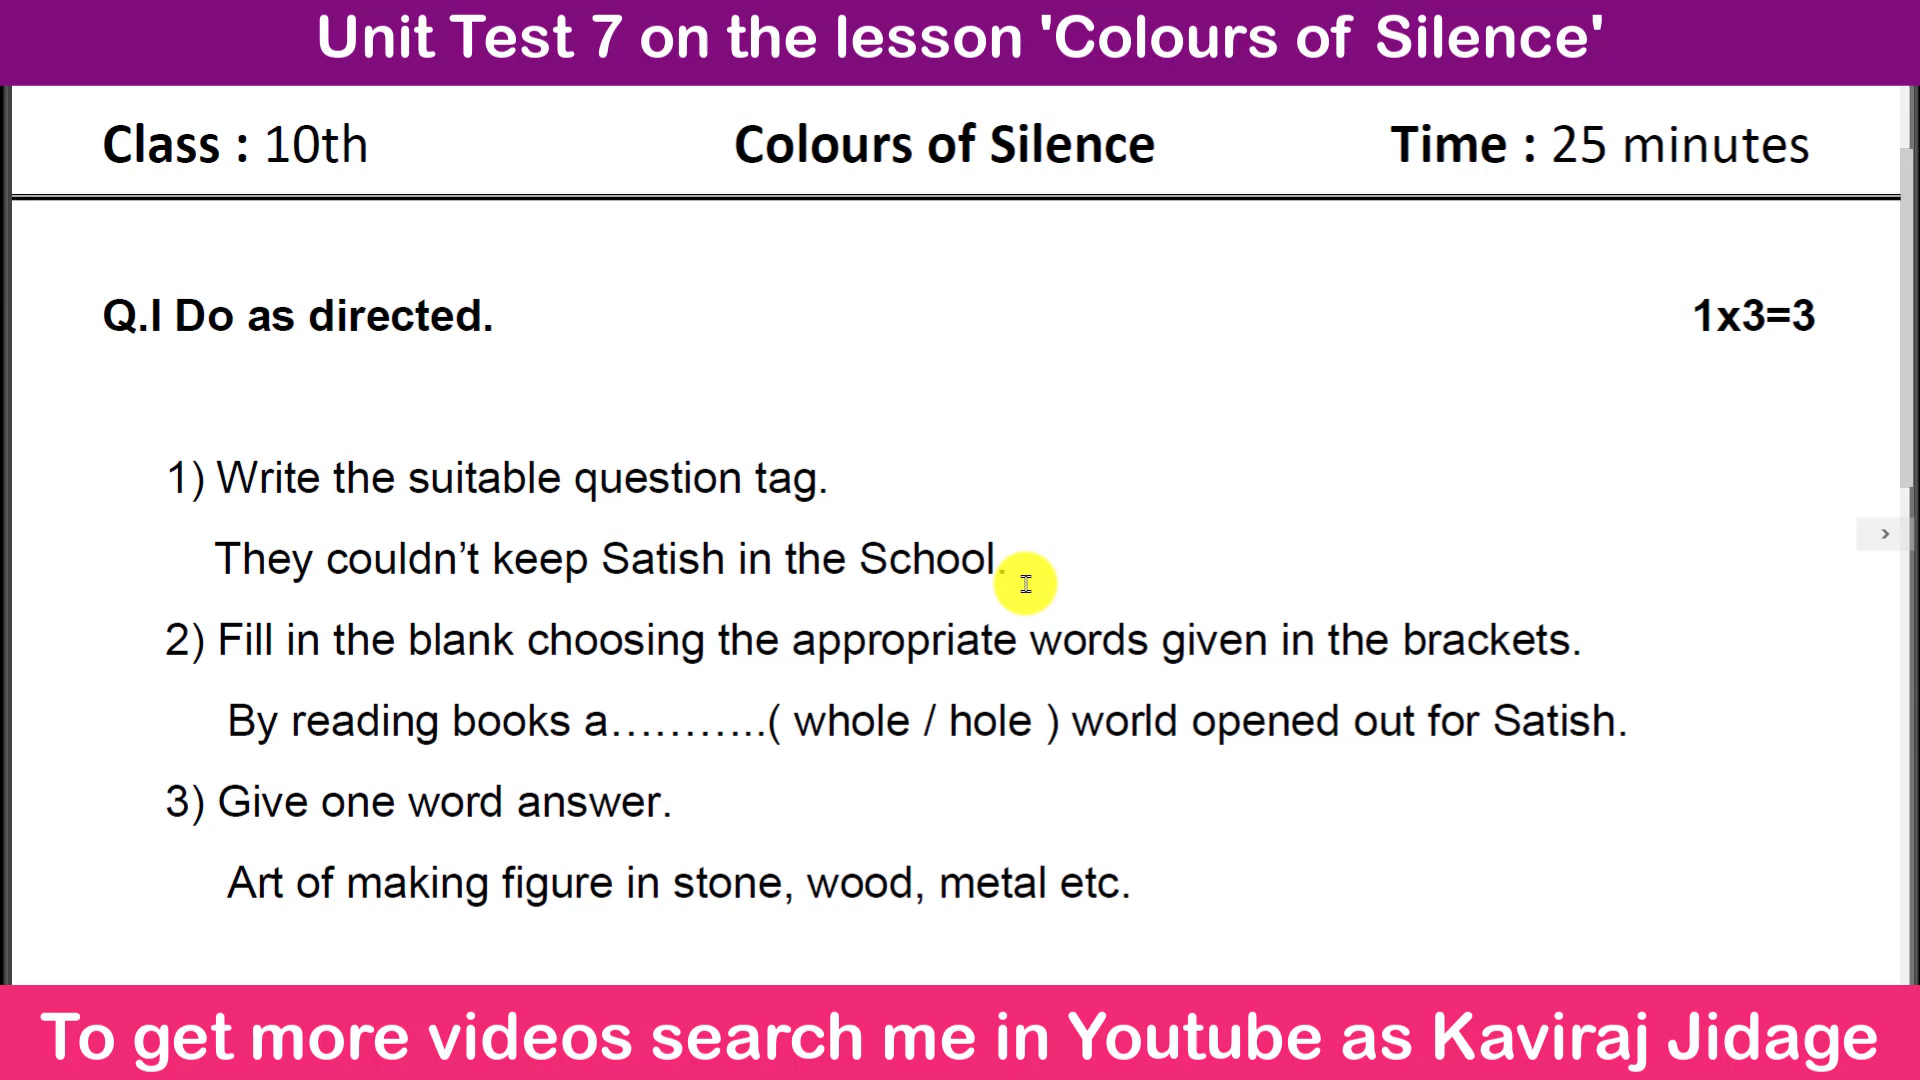 Unit Test 7 on the lesson 'Colours of Silence'
Class : 10th Colours of Silence Time : 25 minutes
Q.I Do as directed. 1x3=3
1) Write the suitable question tag.
They couldn’t keep Satish in the School.
2) Fill in the blank choosing the appropriate words given in the brackets.
By reading books a………...( whole / hole ) world opened out for Satish.
3) Give one word answer.
Art of making figure in stone, wood, metal etc.
To get more videos search me in Youtube as Kaviraj Jidage